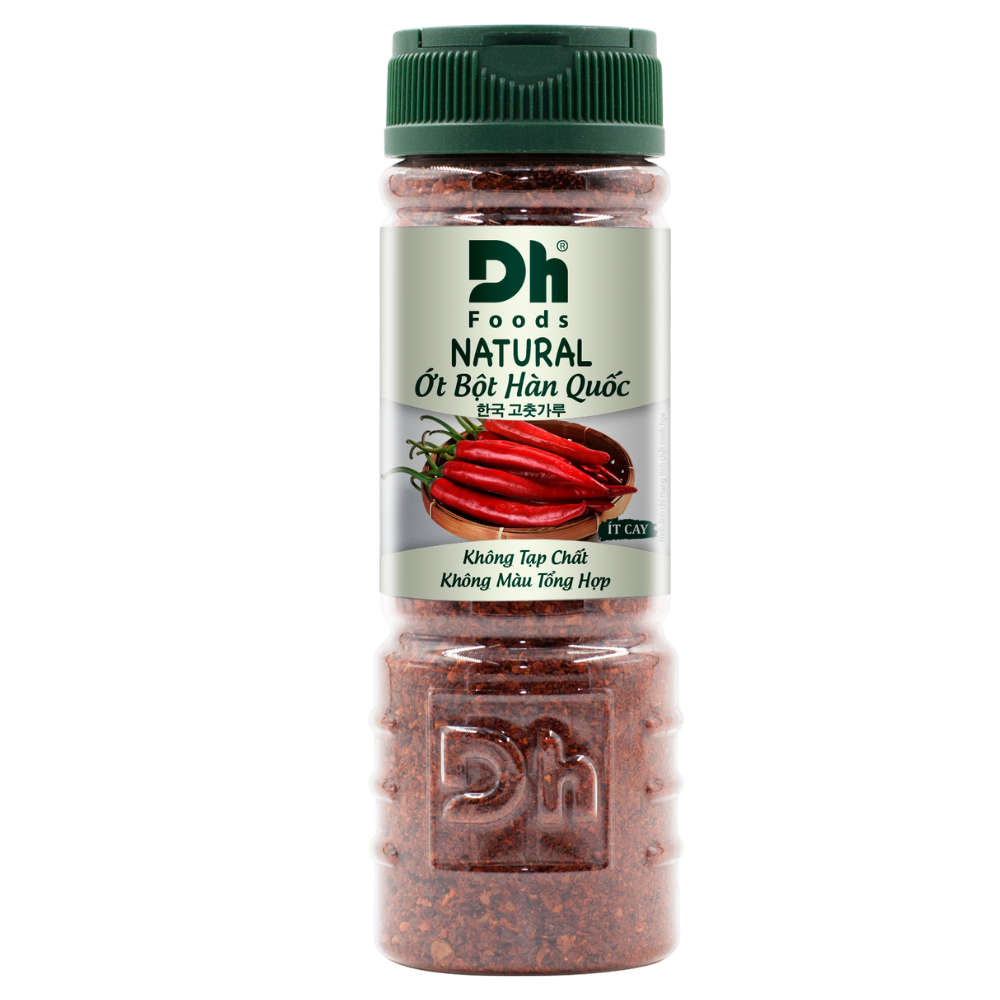 Dh®
Foods
NATURAL
Ớt Bột Hàn Quốc
한국 고춧가루
ÍT CAY
Không Tạp Chất
Không Màu Tổng Hợp
Dh